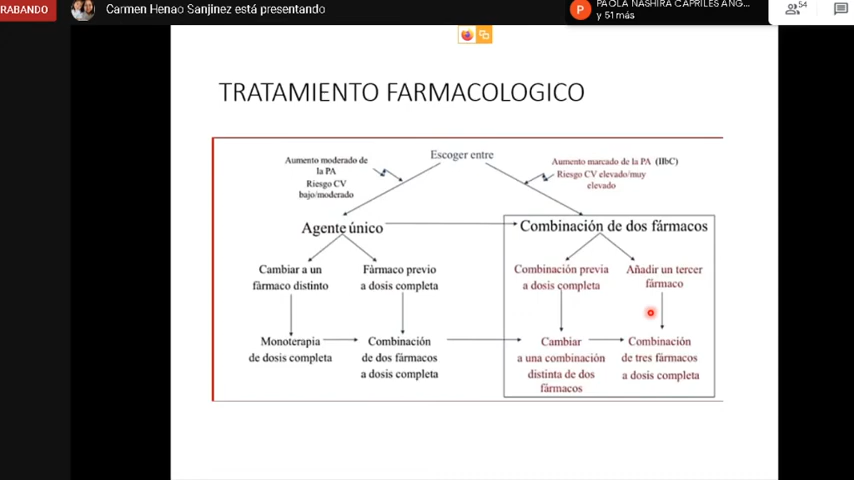 RABANDO
Carmen Henao Sanjinez está presentando
P
PAOLA NASHIRA CAPRILES ANG...
y 51 más
54
TRATAMIENTO FARMACOLOGICO
Escoger entre
Aumento moderado de
la PA
Riesgo CV
bajo/moderado
Aumento marcado de la PA (IIbC)
Riesgo CV elevado/muy
elevado
Agente único
Combinación de dos fármacos
Cambiar a un
fármaco distinto
Fármaco previo
a dosis completa
Combinación previa
a dosis completa
Añadir un tercer
fármaco
Monoterapia
de dosis completa
Combinación
de dos fármacos
a dosis completa
Cambiar
a una combinación
distinta de dos
fármacos
Combinación
de tres fármacos
a dosis completa